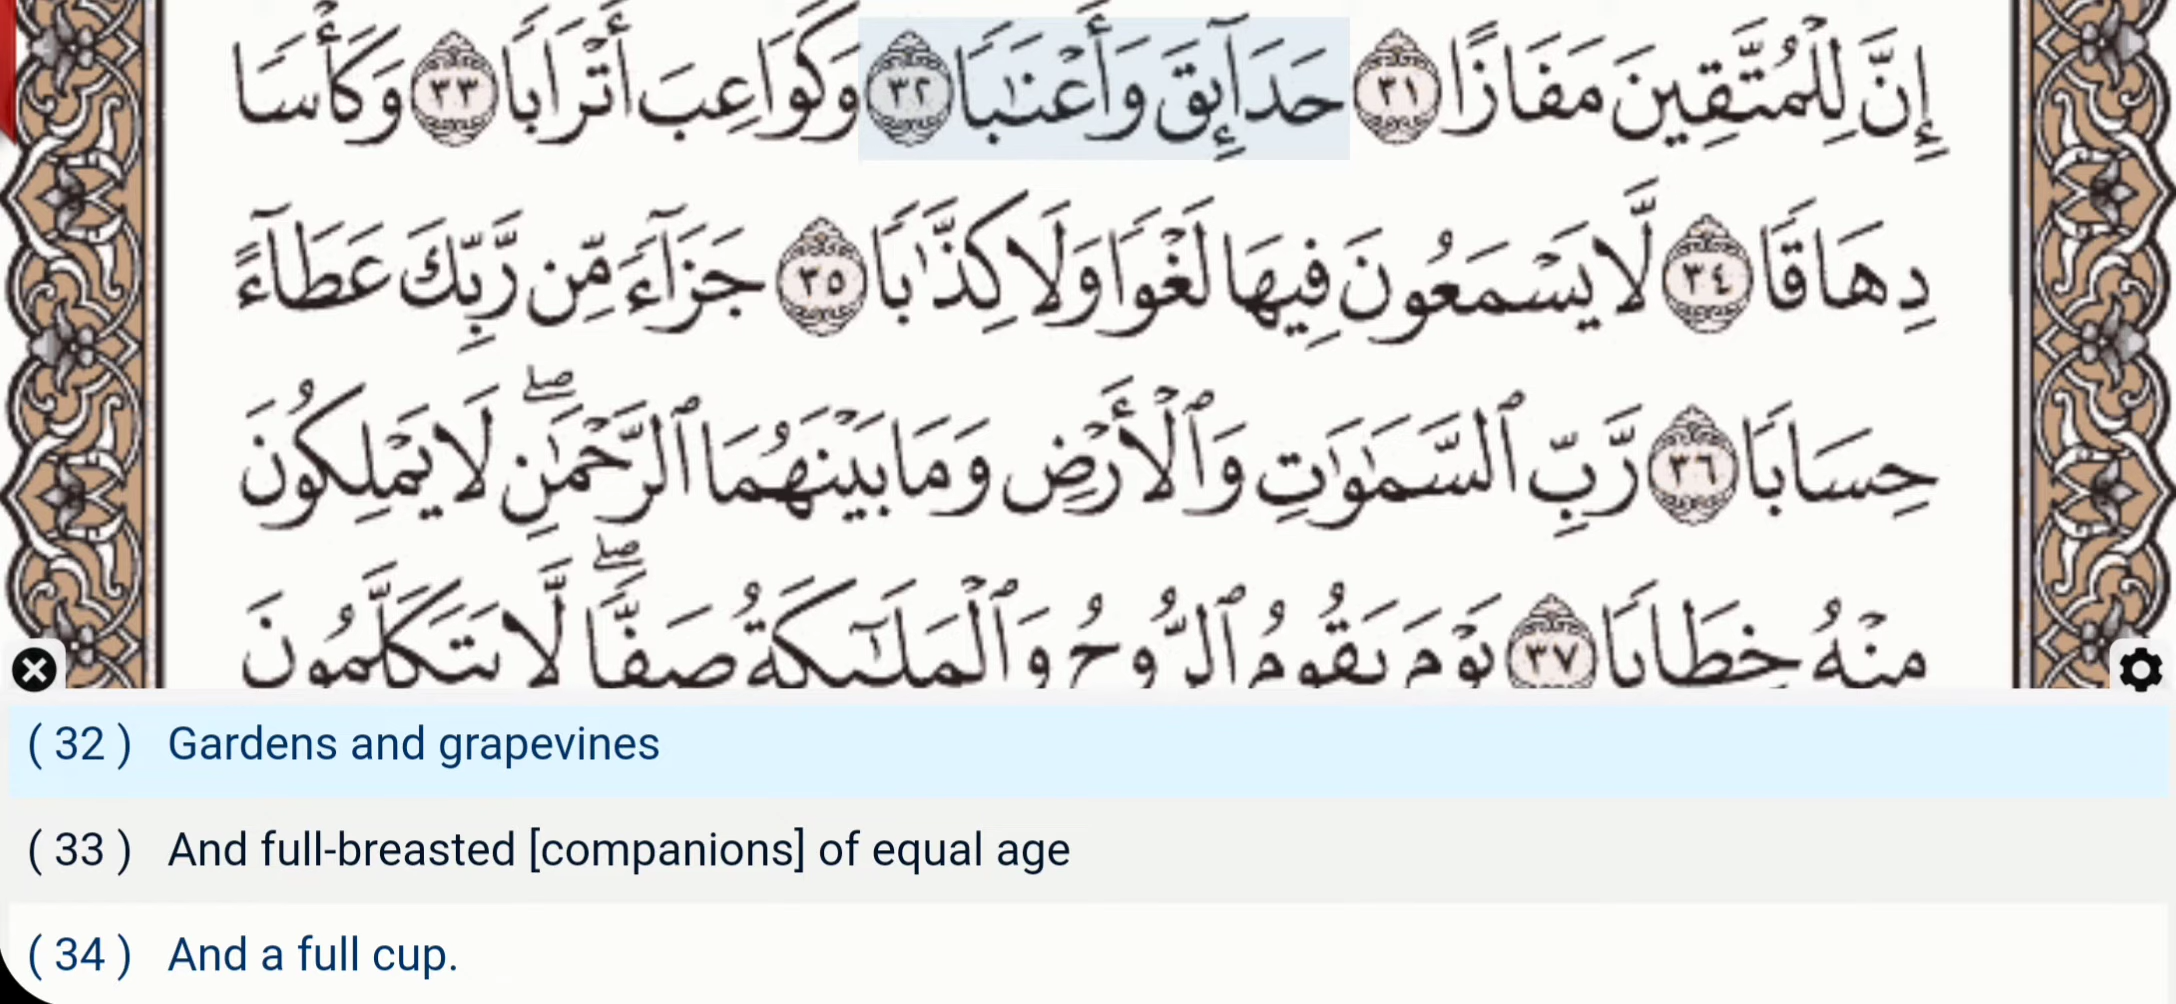 إِنَّ لِلْمُتَّقِينَ مَفَازًا ٣١ حَدَآئِقَ وَأَعْنَٰبًا ٣٢ وَكَوَاعِبَ أَتْرَابًا ٣٣ وَكَأْسًا
دِهَاقًا ٣٤ لَّا يَسْمَعُونَ فِيهَا لَغْوًا وَلَا كِذَّٰبًا ٣٥ جَزَآءً مِّن رَّبِّكَ عَطَآءً
حِسَابًا ٣٦ رَّبِّ ٱلسَّمَٰوَٰتِ وَٱلْأَرْضِ وَمَا بَيْنَهُمَا ٱلرَّحْمَٰنِۖ لَا يَمْلِكُونَ
مِنْهُ خِطَابًا ٣٧ يَوْمَ يَقُومُ ٱلرُّوحُ وَٱلْمَلَٰٓئِكَةُ صَفًّاۖ لَّا يَتَكَلَّمُونَ
( 32 ) Gardens and grapevines
( 33 ) And full-breasted [companions] of equal age
( 34 ) And a full cup.